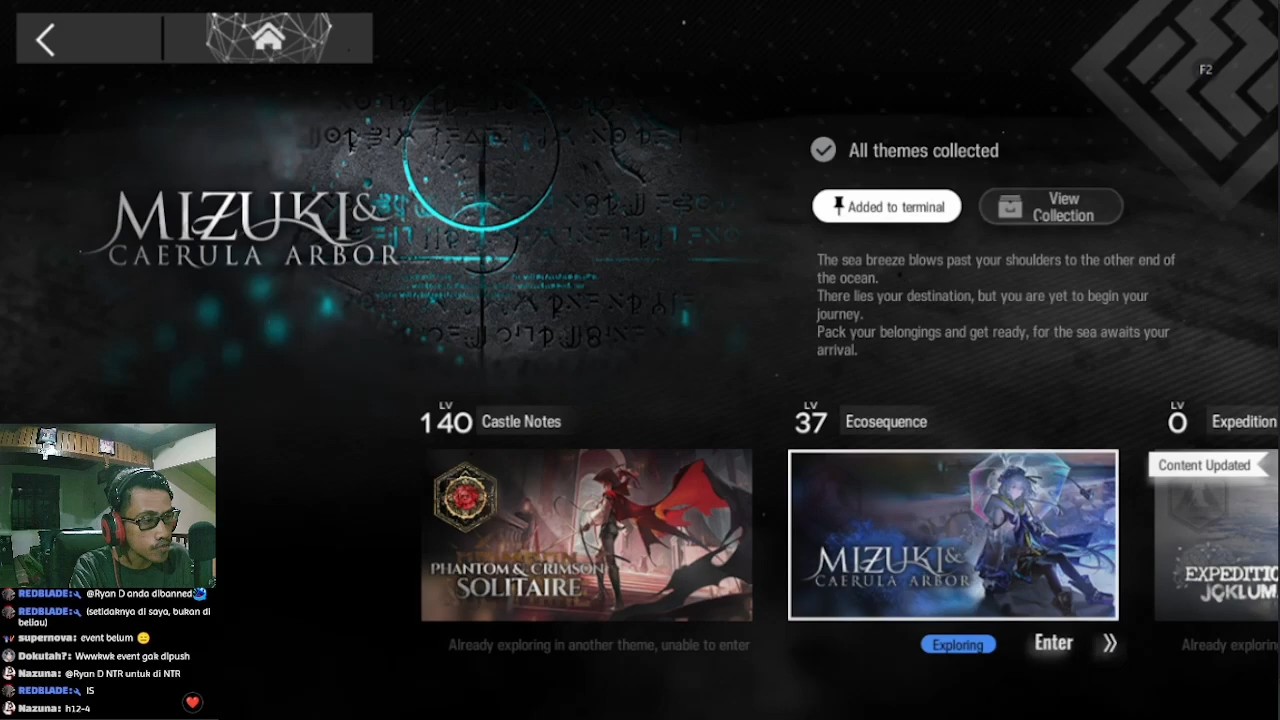 F2
MIZUKI &
CAERULA ARBOR
All themes collected
Added to terminal
View
Collection
The sea breeze blows past your shoulders to the other end of
the ocean.
There lies your destination, but you are yet to begin your
journey.
Pack your belongings and get ready, for the sea awaits your
arrival.
LV
140 Castle Notes
LV
37 Ecosequence
LV
0 Expedition
Content Updated
PHANTOM & CRIMSON
SOLITAIRE
MIZUKI &
CAERULA ARBOR
EXPEDITIO
JOKLUM
Already exploring in another theme, unable to enter
Exploring
Enter
Already explorin
REDBLADE: @Ryan D anda dibanned
REDBLADE: (setidaknya di saya, bukan di
beliau)
supernova: event belum 😑
Dokutah?: Wwwkwk event gak dipush
Nazuna: @Ryan D NTR untuk di NTR
REDBLADE: IS
Nazuna: h12-4